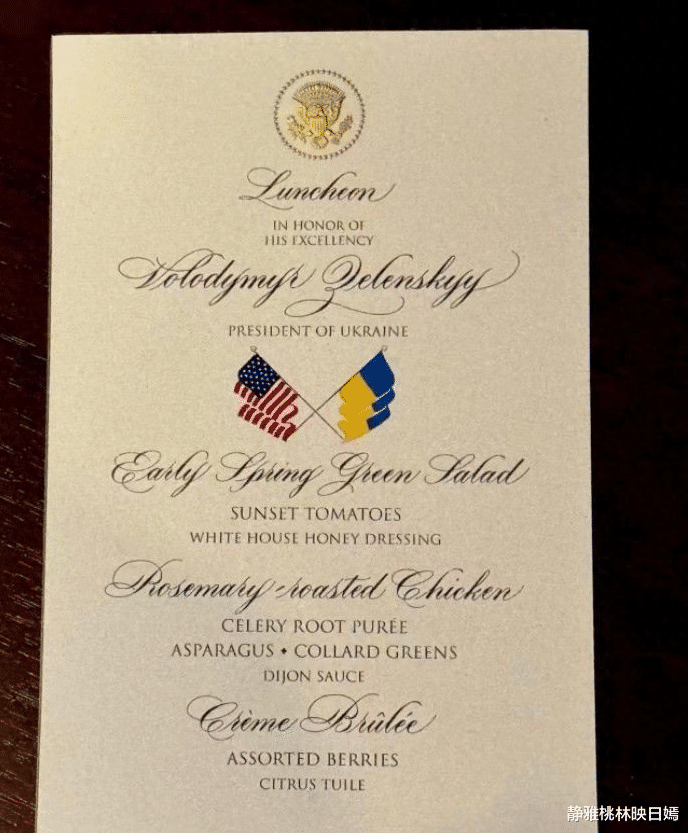 Luncheon
IN HONOR OF
HIS EXCELLENCY
Volodymyr Zelenskyy
PRESIDENT OF UKRAINE
Early Spring Green Salad
SUNSET TOMATOES
WHITE HOUSE HONEY DRESSING
Rosemary-roasted Chicken
CELERY ROOT PURÉE
ASPARAGUS • COLLARD GREENS
DIJON SAUCE
Crème Brûlée
ASSORTED BERRIES
CITRUS TUILE
静雅桃林映日嫣